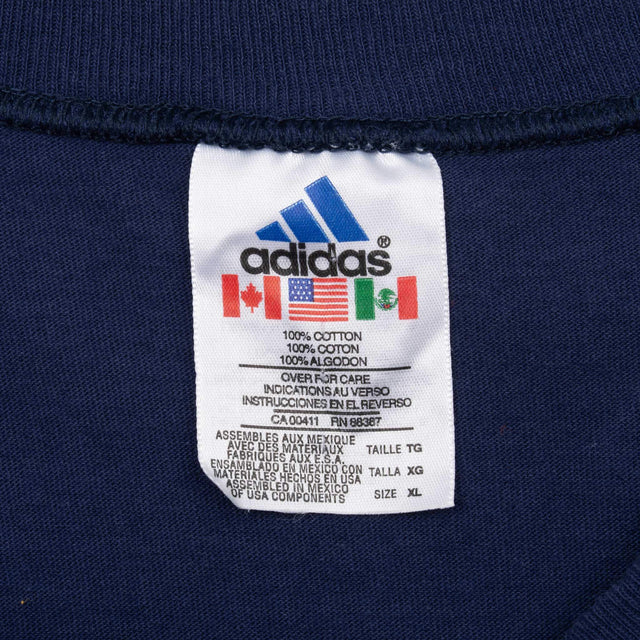 adidas®
100% COTTON
100% COTON
100% ALGODON
OVER FOR CARE
INDICATIONS AU VERSO
INSTRUCCIONES EN EL REVERSO
CA 00411 RN 88387
ASSEMBLES AUX MEXIQUE
AVEC DES MATERIAUX
FABRIQUES AUX E.S.A.
ENSAMBLADO EN MEXICO CON
MATERIALES HECHOS EN USA
ASSEMBLED IN MEXICO
OF USA COMPONENTS
TAILLE TG
TALLA XG
SIZE XL